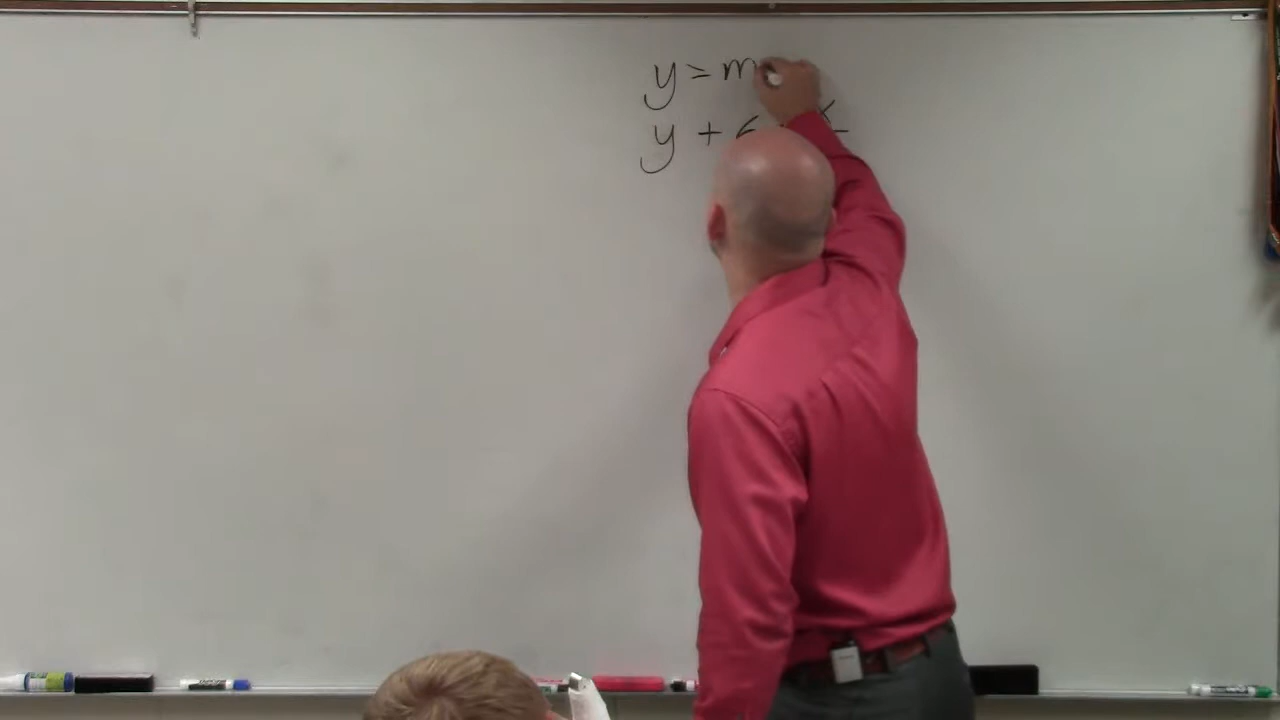 y = m
y + 6